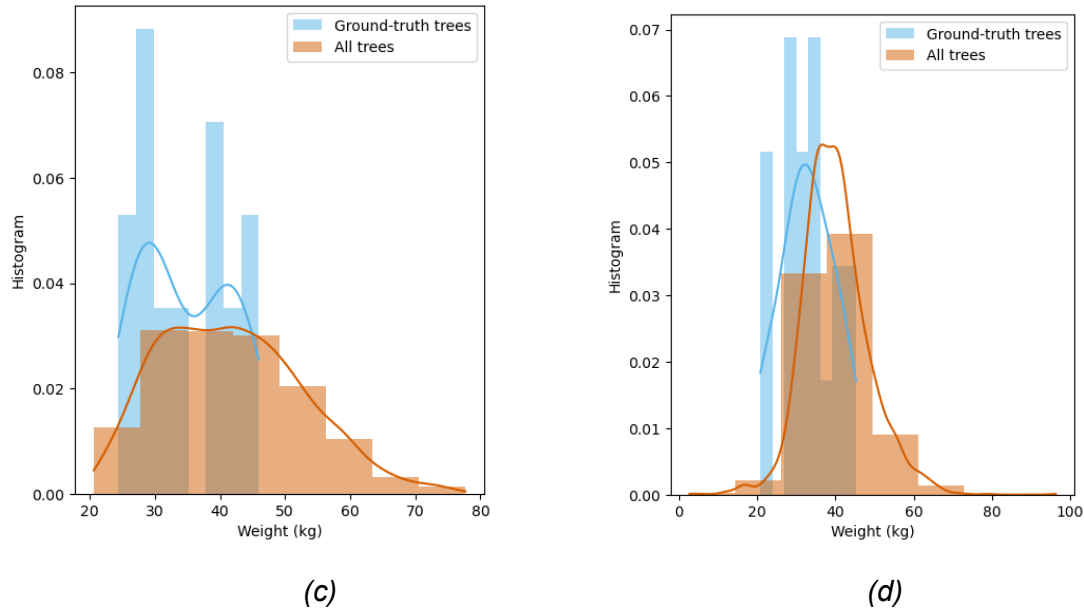 Ground-truth trees
All trees
0.08
0.06
0.04
0.02
0.00
Histogram
20 30 40 50 60 70 80
Weight (kg)
(c)
Ground-truth trees
All trees
0.07
0.06
0.05
0.04
0.03
0.02
0.01
0.00
Histogram
0 20 40 60 80 100
Weight (kg)
(d)